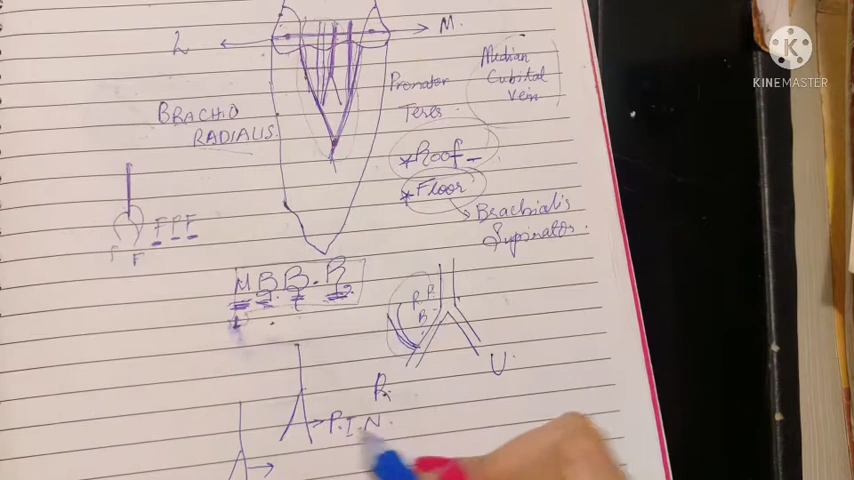 M.
L
Median
Cubital
Vein
Pronator
Teres
BRACHIO
RADIALIS
*Roof
*Floor
Brachialis
Supinator
F P F
F
F
M B B . R
R
B
U
R.
P.I.N.
K
KINEMASTER